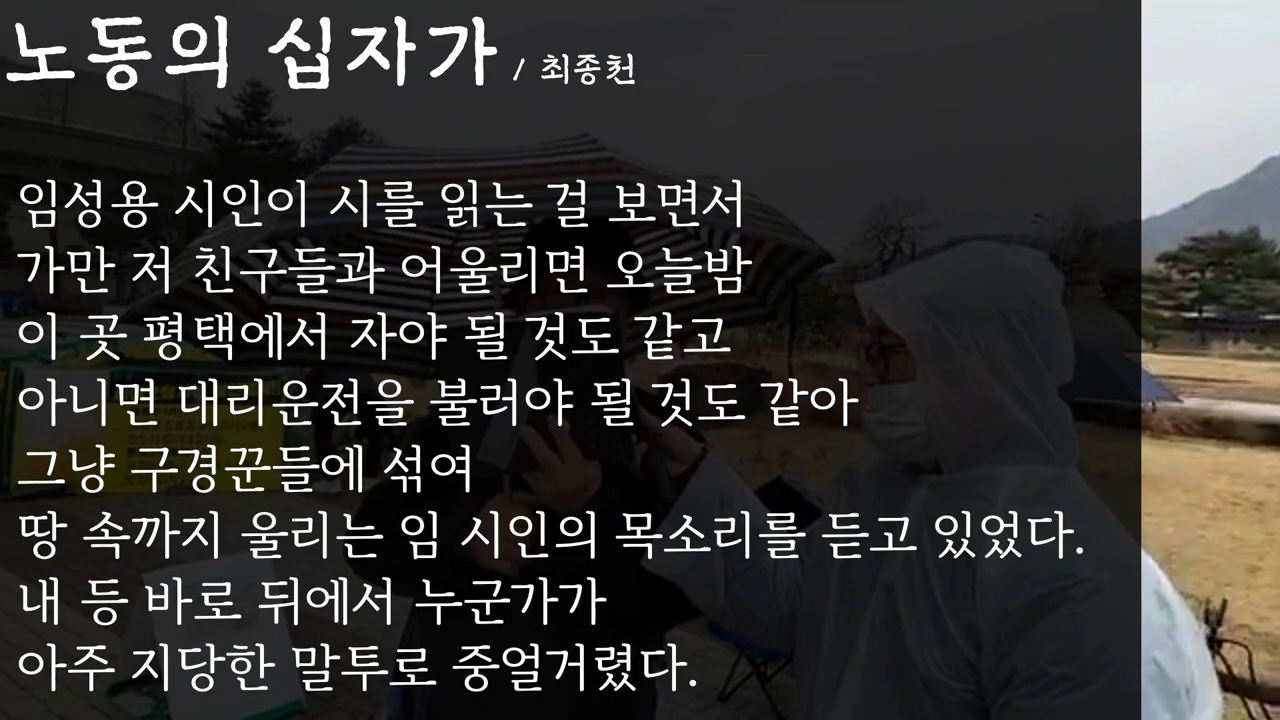 노동의 십자가 / 최종천
임성용 시인이 시를 읽는 걸 보면서
가만 저 친구들과 어울리면 오늘밤
이 곳 평택에서 자야 될 것도 같고
아니면 대리운전을 불러야 될 것도 같아
그냥 구경꾼들에 섞여
땅 속까지 울리는 임 시인의 목소리를 듣고 있었다.
내 등 바로 뒤에서 누군가가
아주 지당한 말투로 중얼거렸다.